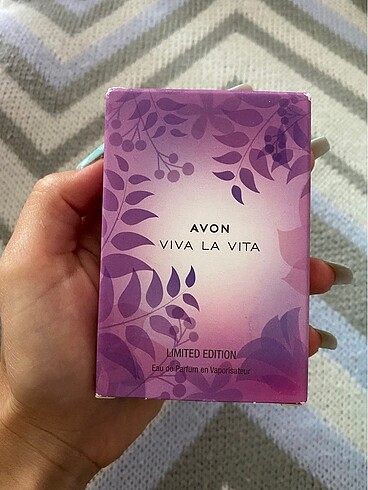 AVON
VIVA LA VITA
LIMITED EDITION
Eau de Parfum en Vaporisateur